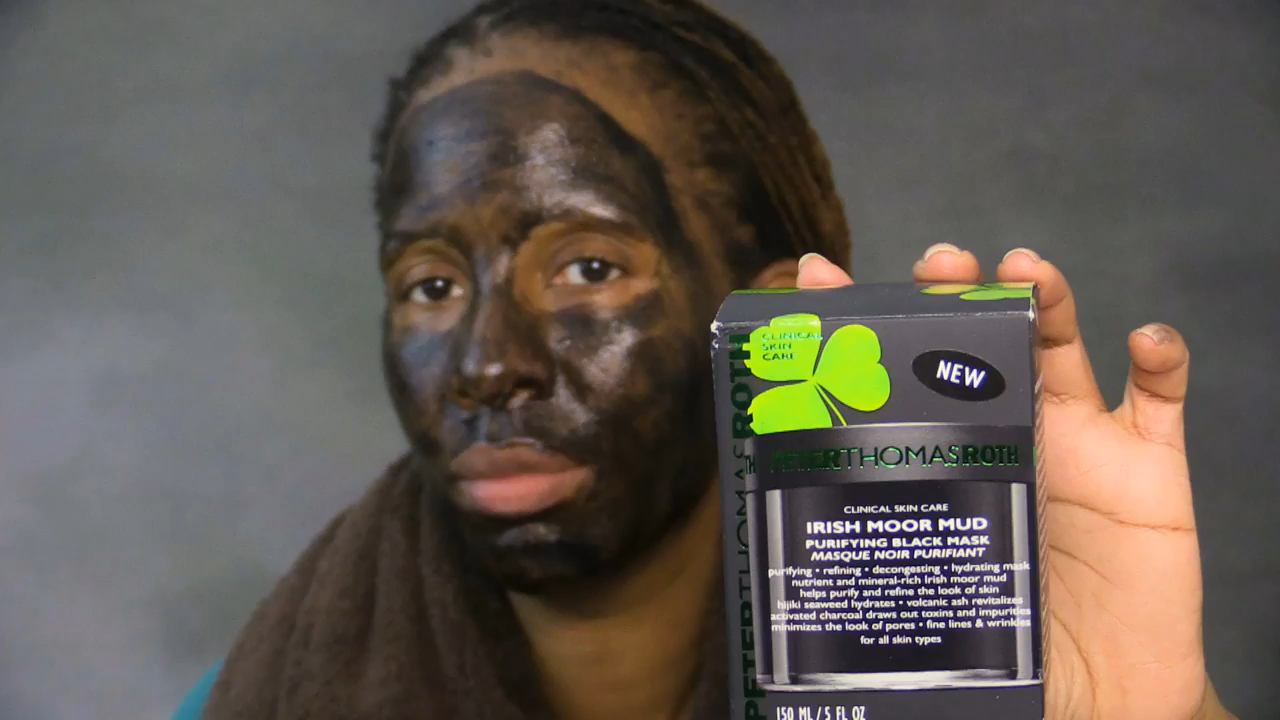 CLINICAL
SKIN
CARE
NEW
PETERTHOMASROTH
PETERTHOMASROTH
CLINICAL SKIN CARE
IRISH MOOR MUD
PURIFYING BLACK MASK
MASQUE NOIR PURIFIANT
purifying • refining • decongesting • hydrating mask
nutrient and mineral-rich Irish moor mud
helps purify and refine the look of skin
hijiki seaweed hydrates • volcanic ash revitalizes
activated charcoal draws out toxins and impurities
minimizes the look of pores • fine lines & wrinkles
for all skin types
150 ML / 5 FL OZ